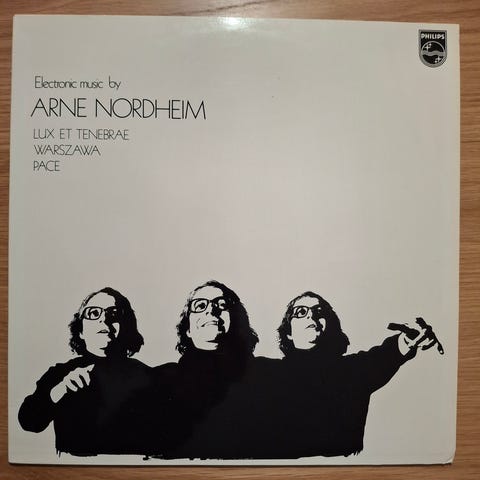 PHILIPS
Electronic music by
ARNE NORDHEIM
LUX ET TENEBRAE
WARSZAWA
PACE